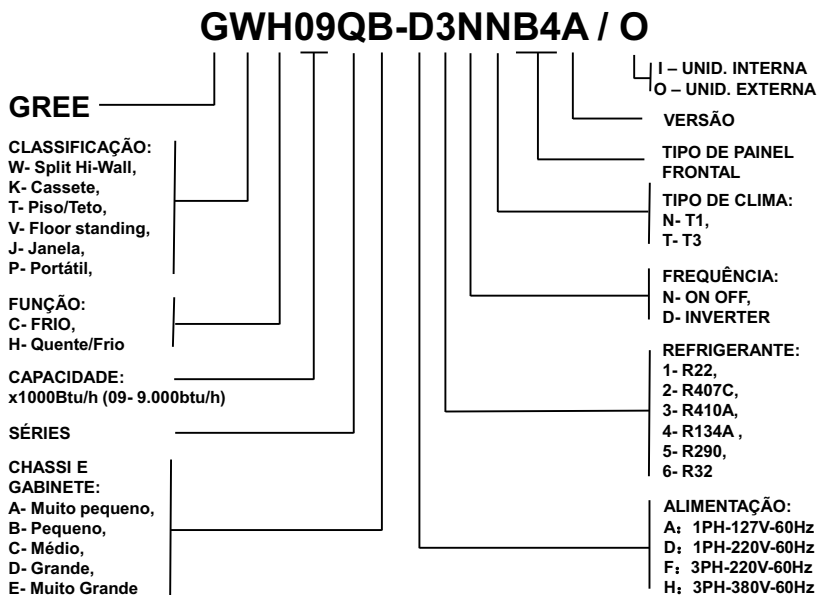 GWH09QB-D3NNB4A / O
GREE
CLASSIFICAÇÃO:
W- Split Hi-Wall,
K- Cassete,
T- Piso/Teto,
V- Floor standing,
J- Janela,
P- Portátil,
FUNÇÃO:
C- FRIO,
H- Quente/Frio
CAPACIDADE:
x1000Btu/h (09- 9.000btu/h)
SÉRIES
CHASSI E
GABINETE:
A- Muito pequeno,
B- Pequeno,
C- Médio,
D- Grande,
E- Muito Grande
I – UNID. INTERNA
O – UNID. EXTERNA
VERSÃO
TIPO DE PAINEL
FRONTAL
TIPO DE CLIMA:
N- T1,
T- T3
FREQUÊNCIA:
N- ON OFF,
D- INVERTER
REFRIGERANTE:
1- R22,
2- R407C,
3- R410A,
4- R134A ,
5- R290,
6- R32
ALIMENTAÇÃO:
A：1PH-127V-60Hz
D：1PH-220V-60Hz
F：3PH-220V-60Hz
H：3PH-380V-60Hz